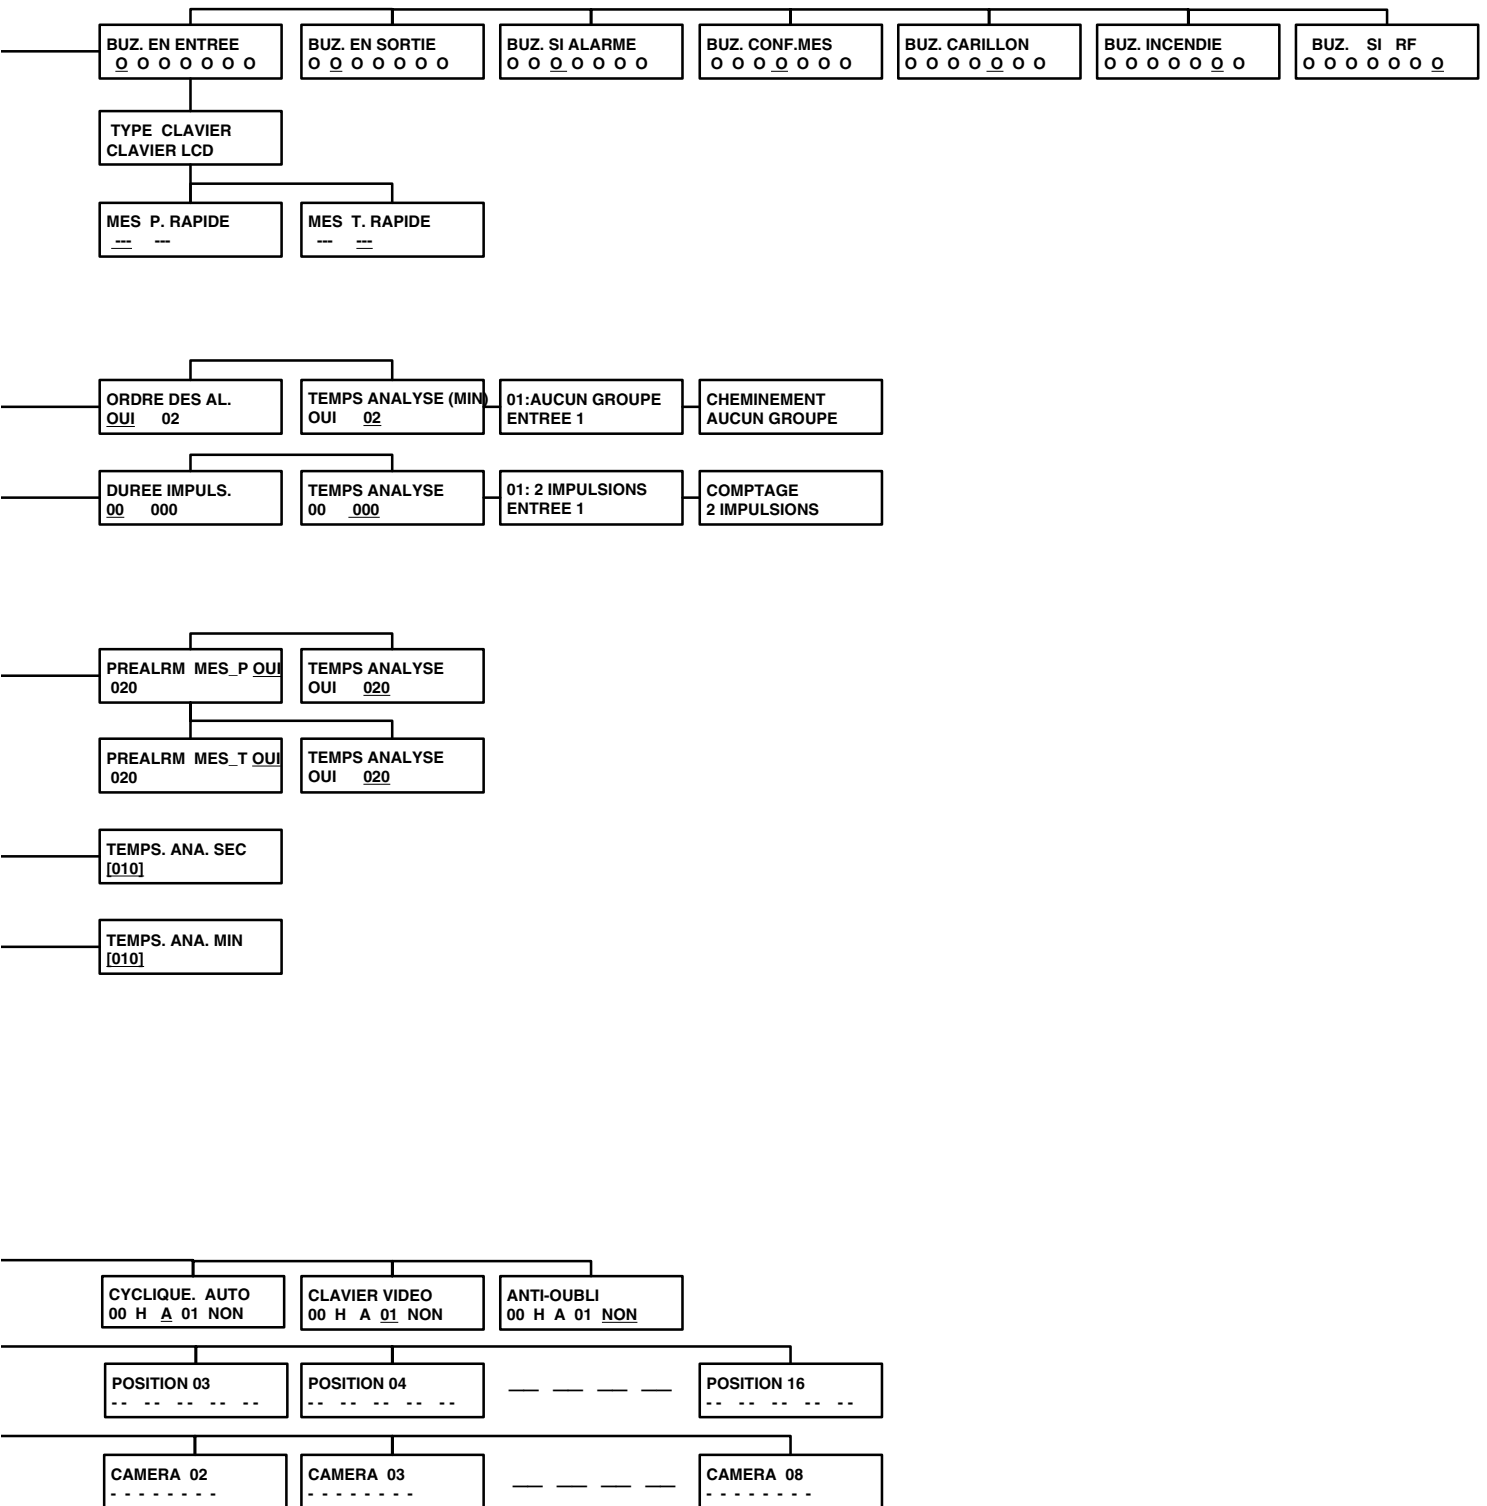 BUZ. EN ENTREE
O O O O O O O
BUZ. EN SORTIE
O O O O O O O
BUZ. SI ALARME
O O O O O O O
BUZ. CONF.MES
O O O O O O O
BUZ. CARILLON
O O O O O O O
BUZ. INCENDIE
O O O O O O O
BUZ. SI RF
O O O O O O O
TYPE CLAVIER
CLAVIER LCD
MES P. RAPIDE
--- ---
MES T. RAPIDE
--- ---
ORDRE DES AL.
OUI 02
TEMPS ANALYSE (MIN)
OUI 02
01:AUCUN GROUPE
ENTREE 1
CHEMINEMENT
AUCUN GROUPE
DUREE IMPULS.
00 000
TEMPS ANALYSE
00 000
01: 2 IMPULSIONS
ENTREE 1
COMPTAGE
2 IMPULSIONS
PREALRM MES_P OUI
020
TEMPS ANALYSE
OUI 020
PREALRM MES_T OUI
020
TEMPS ANALYSE
OUI 020
TEMPS. ANA. SEC
[010]
TEMPS. ANA. MIN
[010]
CYCLIQUE. AUTO
00 H A 01 NON
CLAVIER VIDEO
00 H A 01 NON
ANTI-OUBLI
00 H A 01 NON
POSITION 03
-- -- -- -- --
POSITION 04
-- -- -- -- --
POSITION 16
-- -- -- -- --
CAMERA 02
- - - - - - - -
CAMERA 03
- - - - - - - -
CAMERA 08
- - - - - - - -